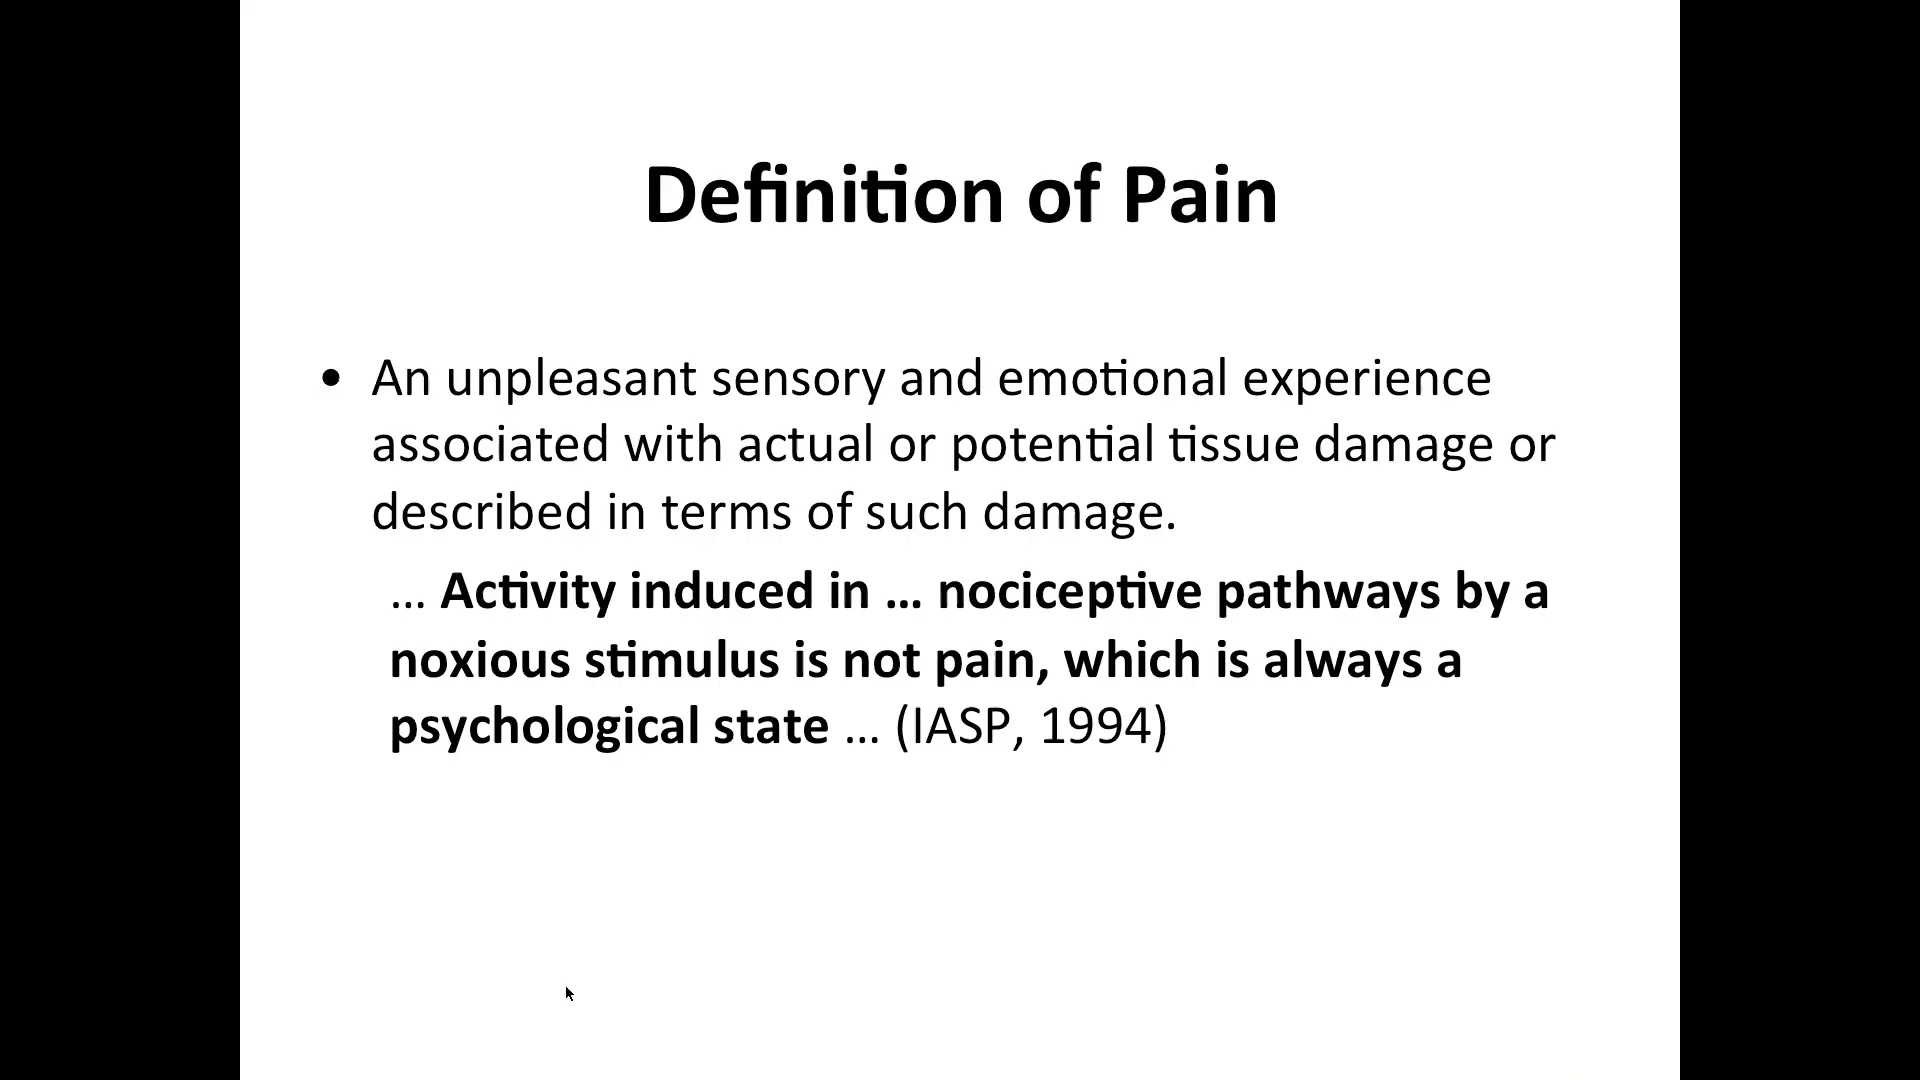 Definition of Pain
• An unpleasant sensory and emotional experience
associated with actual or potential tissue damage or
described in terms of such damage.
... Activity induced in ... nociceptive pathways by a
noxious stimulus is not pain, which is always a
psychological state ... (IASP, 1994)